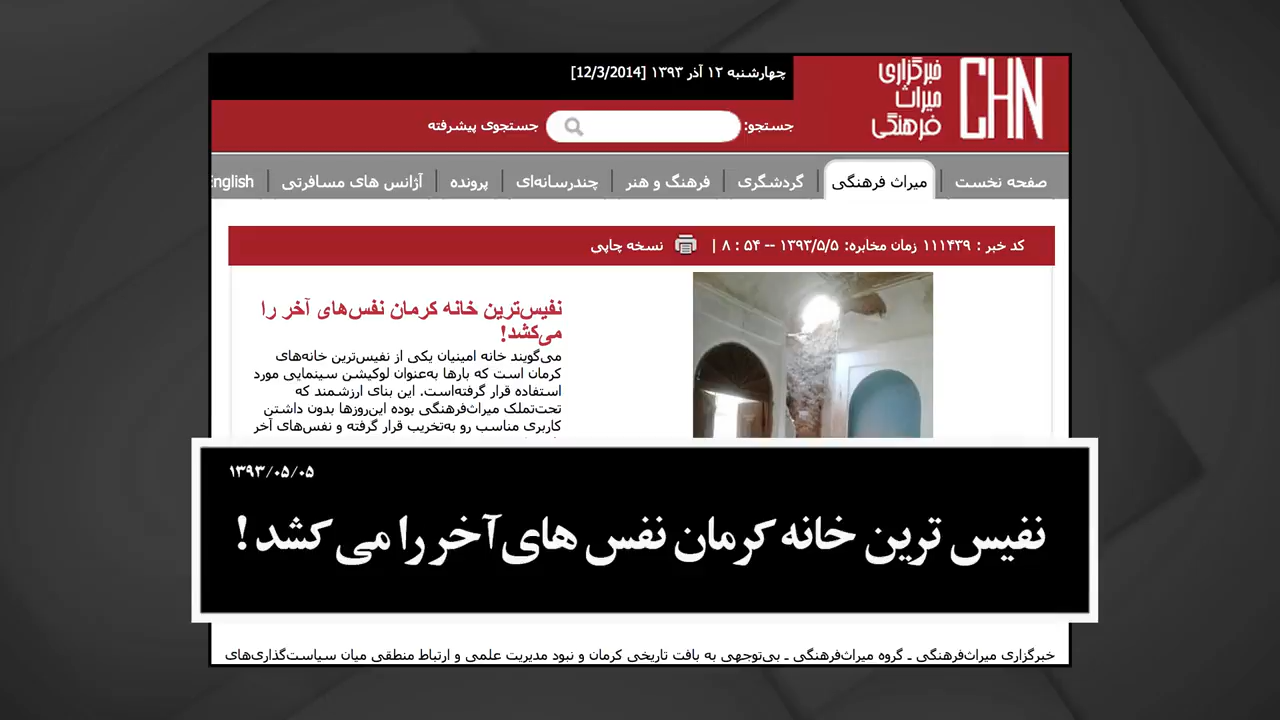 خبرگزاری
میراث
فرهنگی
CHN
چهارشنبه ۱۲ آذر ۱۳۹۳ [12/3/2014]
جستجو:
جستجوی پیشرفته
صفحه نخست | میراث فرهنگی | گردشگری | فرهنگ و هنر | چندرسانه‌ای | پرونده | آژانس های مسافرتی | nglish
کد خبر : ۱۱۱۴۳۹ زمان مخابره: ۱۳۹۳/۵/۵ -- ۵۴ : ۸ | نسخه چاپی
نفیس‌ترین خانه کرمان نفس‌های آخر را
می‌کشد!
می‌گویند خانه امینیان یکی از نفیس‌ترین خانه‌های
کرمان است که بارها به‌عنوان لوکیشن سینمایی مورد
استفاده قرار گرفته‌است. این بنای ارزشمند که
تحت‌تملک میراث‌فرهنگی بوده این‌روزها بدون داشتن
کاربری مناسب رو به‌تخریب قرار گرفته و نفس‌های آخر
۱۳۹۳/۰۵/۰۵
نفیس ترین خانه کرمان نفس های آخر را می کشد !
خبرگزاری میراث‌فرهنگی ـ گروه میراث‌فرهنگی ـ بی‌توجهی به بافت تاریخی کرمان و نبود مدیریت علمی و ارتباط منطقی میان سیاست‌گذاری‌های